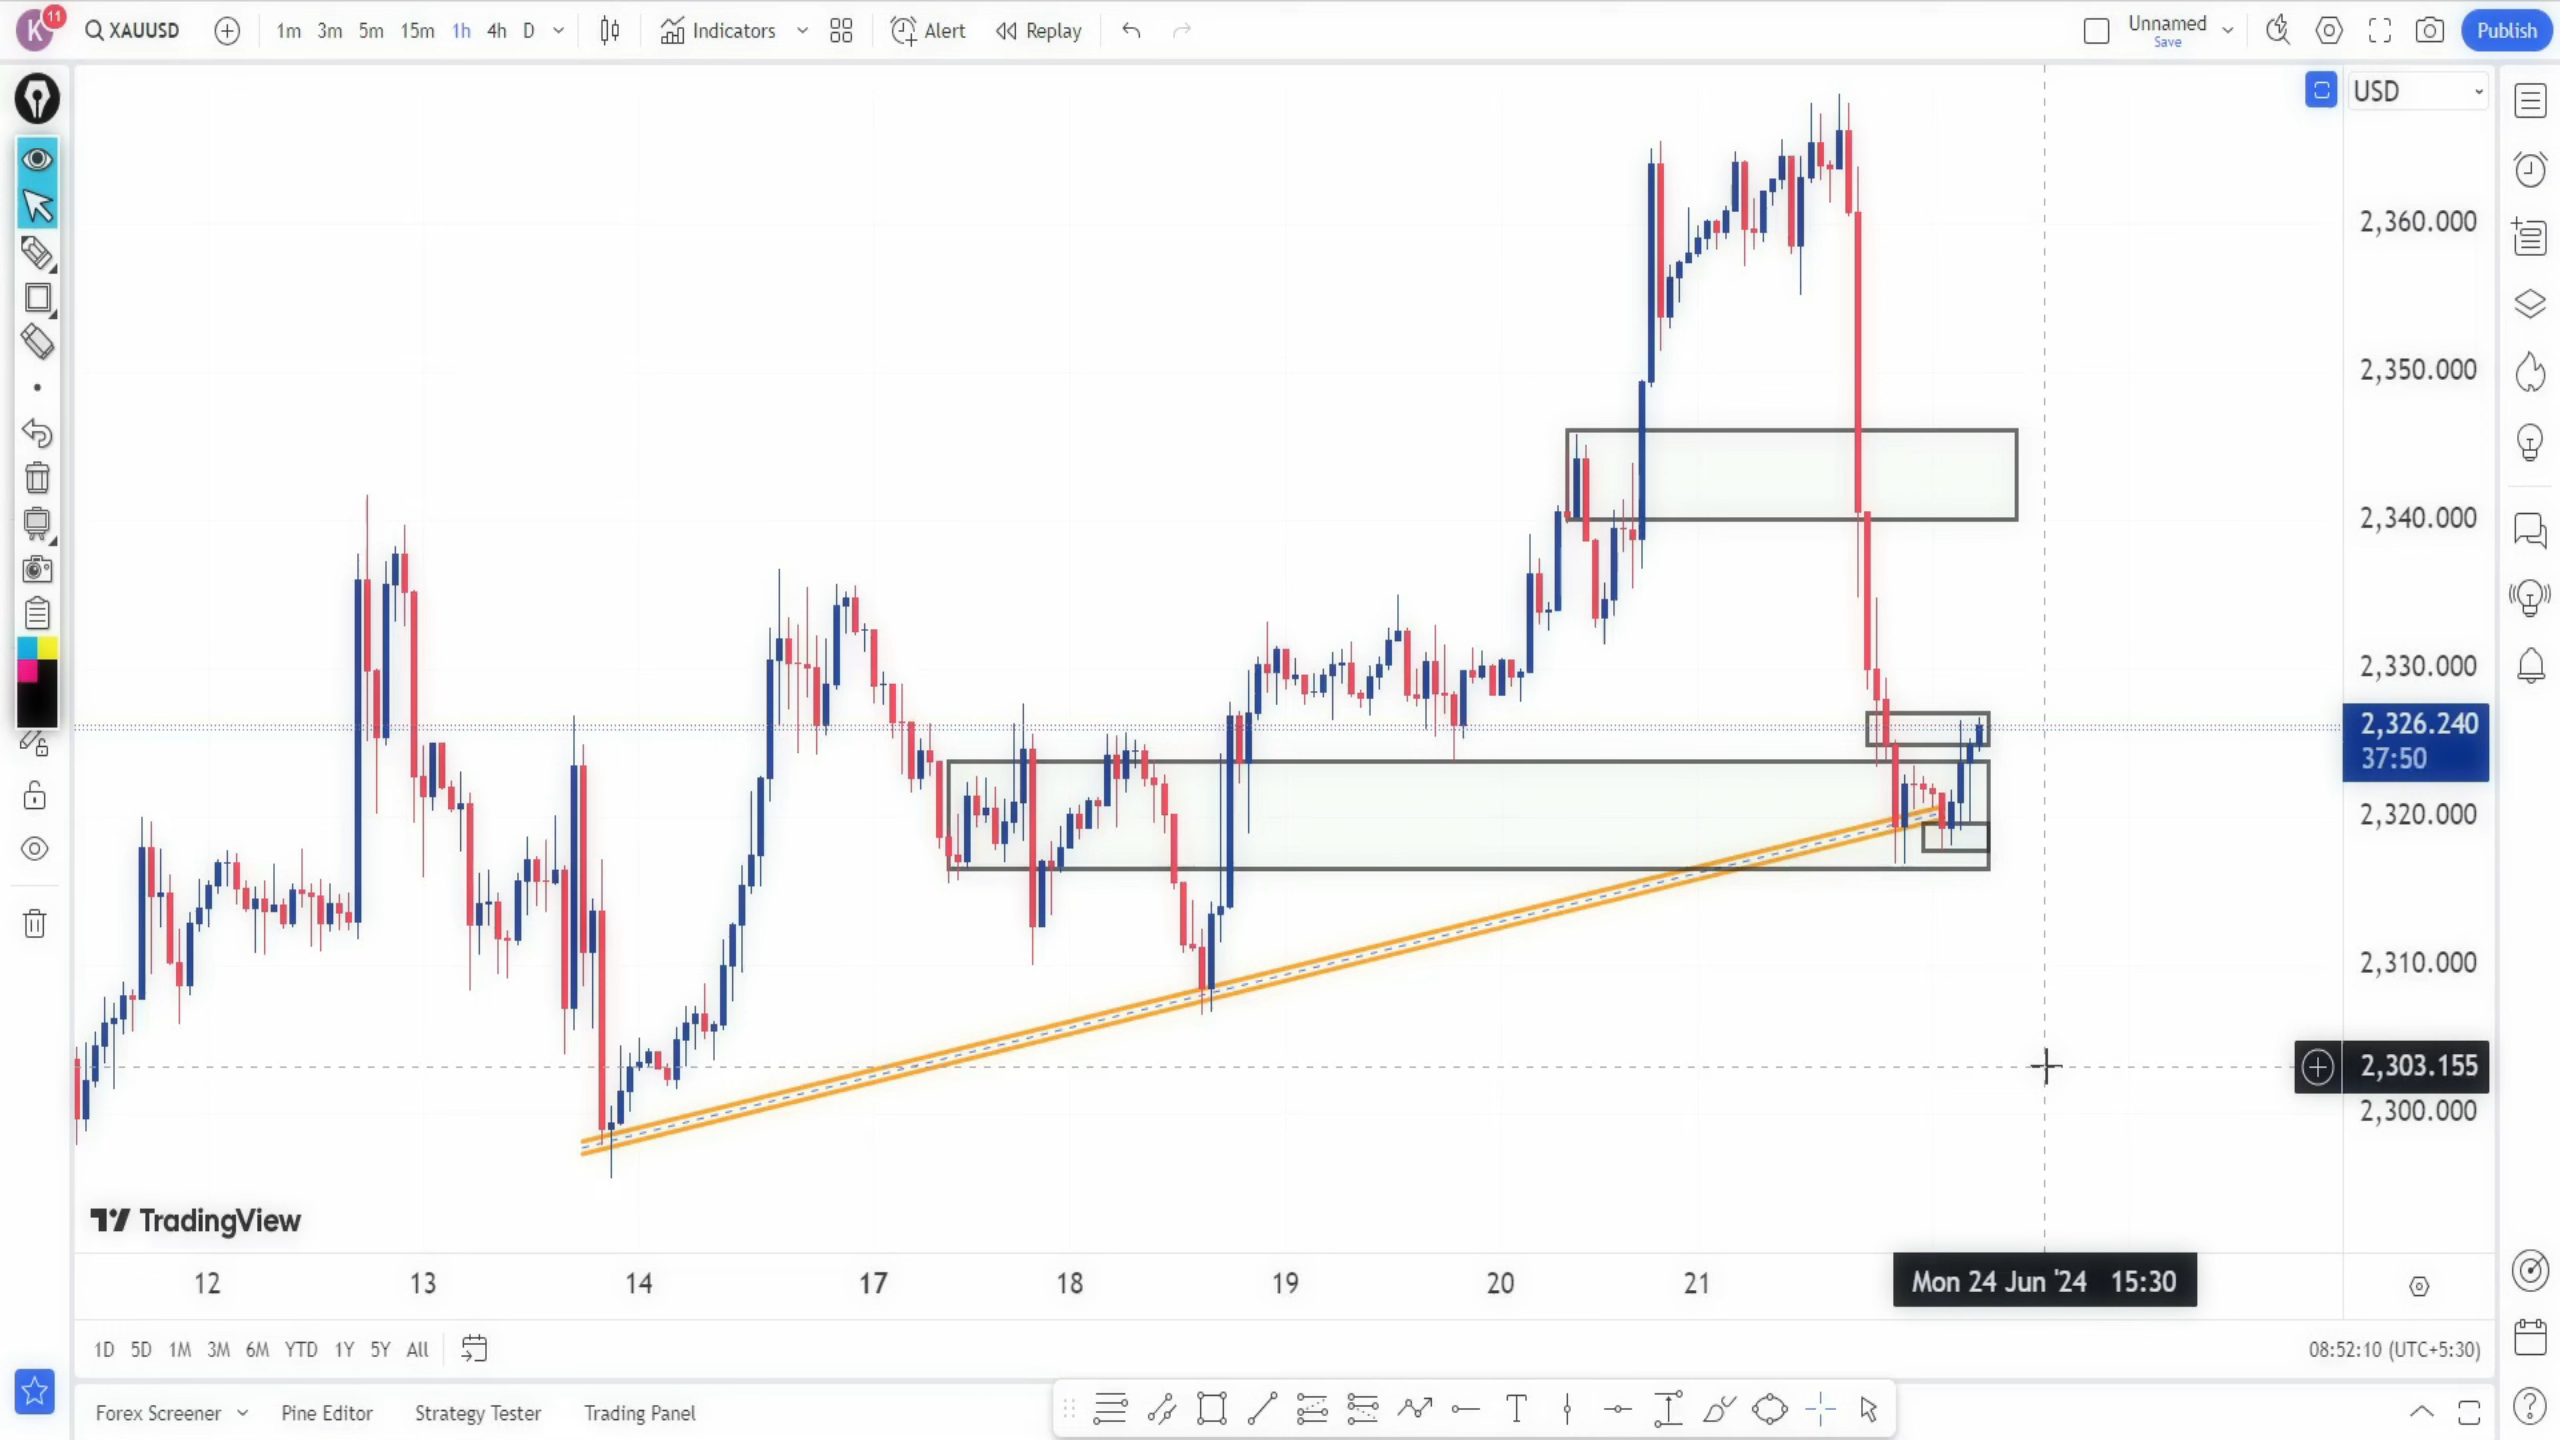 K 11 XAUUSD 1m 3m 5m 15m 1h 4h D Indicators Alert Replay Unnamed Save Publish
USD
2,360.000
2,350.000
2,340.000
2,330.000
2,326.240
37:50
2,320.000
2,310.000
2,303.155
2,300.000
TradingView
12 13 14 17 18 19 20 21 Mon 24 Jun '24 15:30
1D 5D 1M 3M 6M YTD 1Y 5Y All 08:52:10 (UTC+5:30)
Forex Screener Pine Editor Strategy Tester Trading Panel